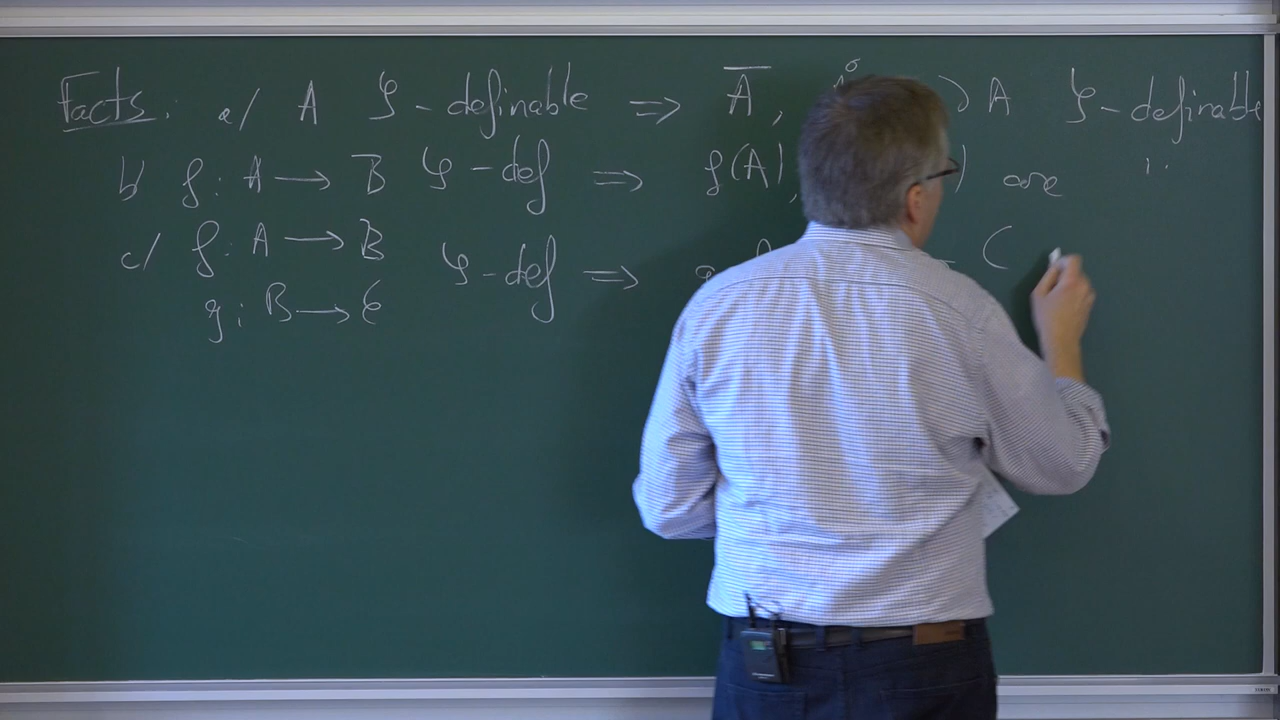 Facts: a/ A 𝒮-definable ⟹ A̅, ∂A 𝒮-definable
b/ f: A ⟶ B 𝒮-def ⟹ f(A), ) are "
c/ f: A ⟶ B 𝒮-def ⟹ g C
g: B ⟶ C